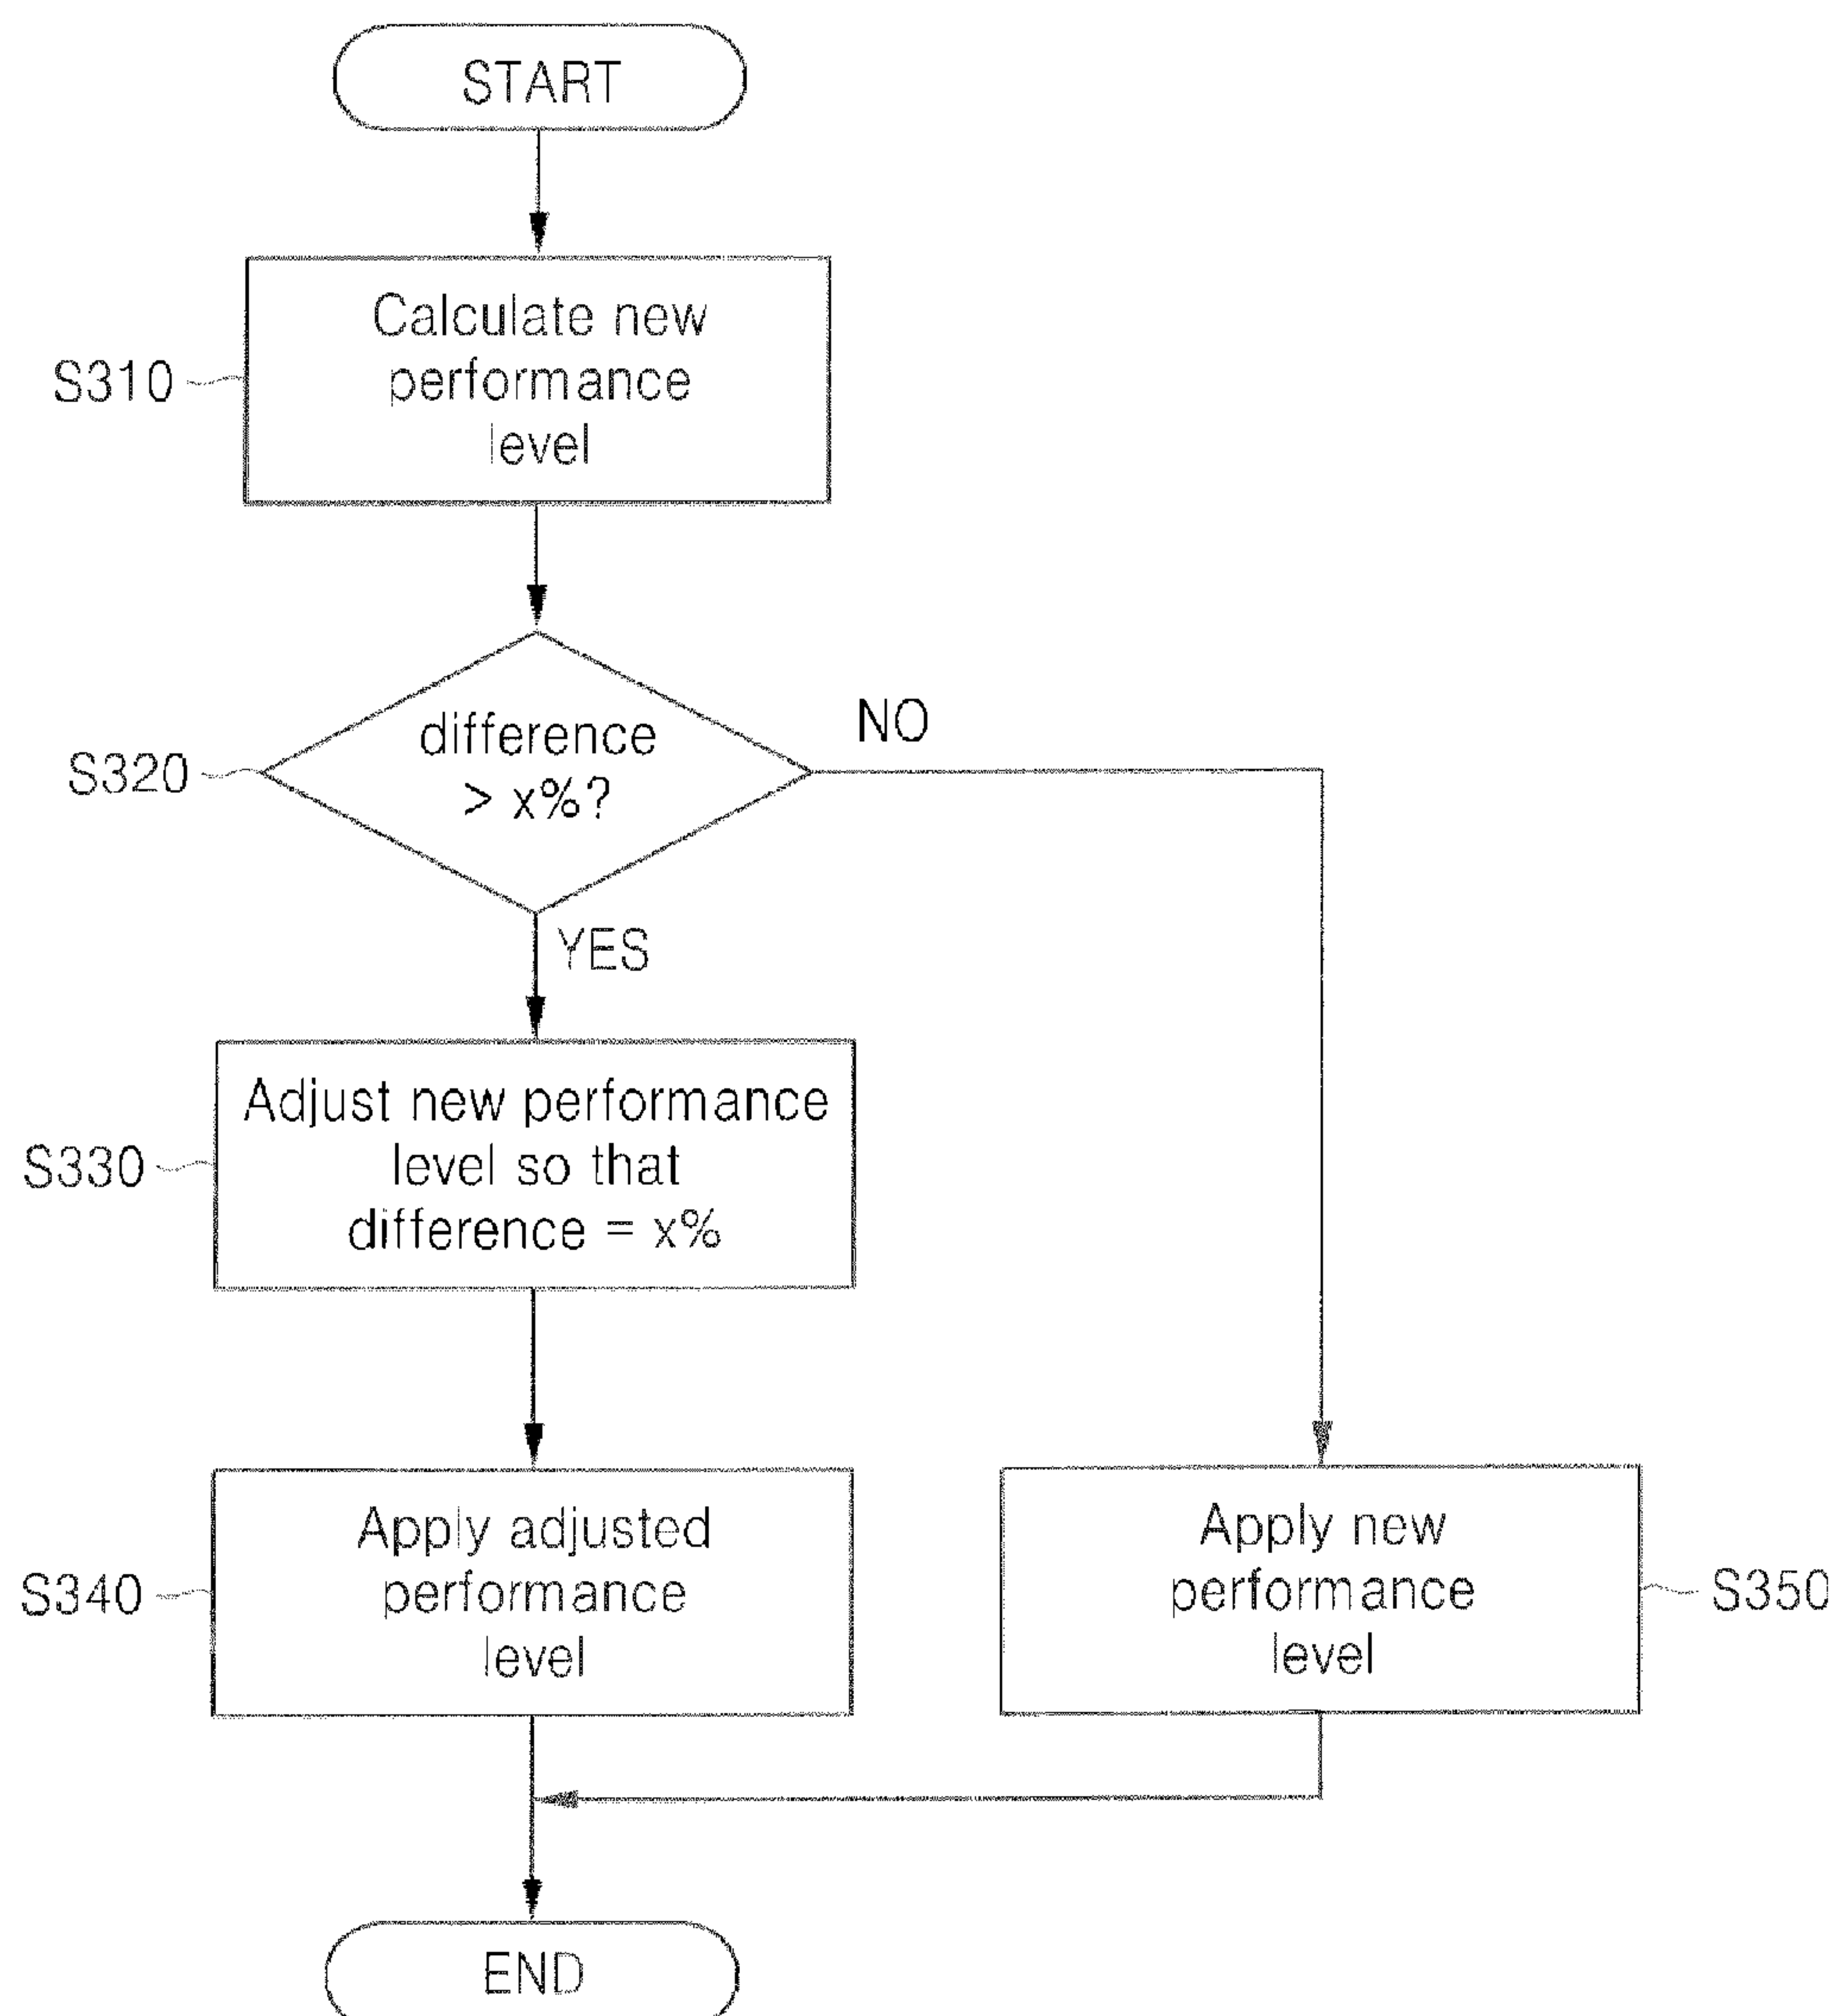 START
Calculate new
performance
level
S310
difference
> x%?
S320
NO
YES
Adjust new performance
level so that
difference = x%
S330
Apply adjusted
performance
level
S340
Apply new
performance
level
S350
END